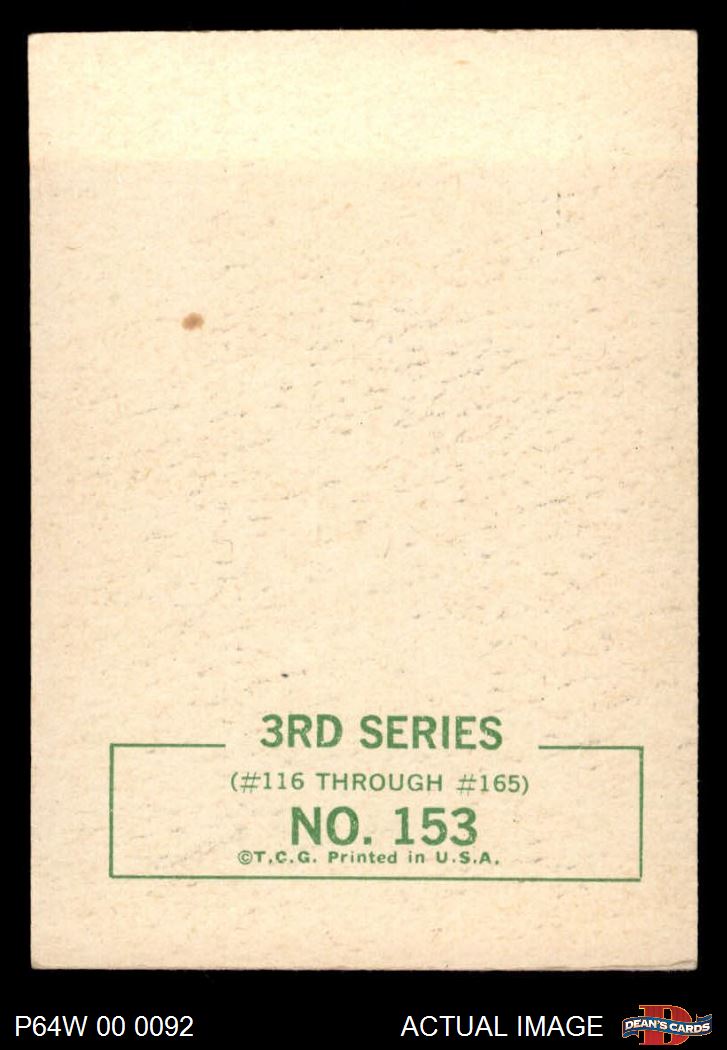 3RD SERIES
(#116 THROUGH #165)
NO. 153
©T.C.G. Printed in U.S.A.
P64W 00 0092
ACTUAL IMAGE
D
DEAN'S CARDS